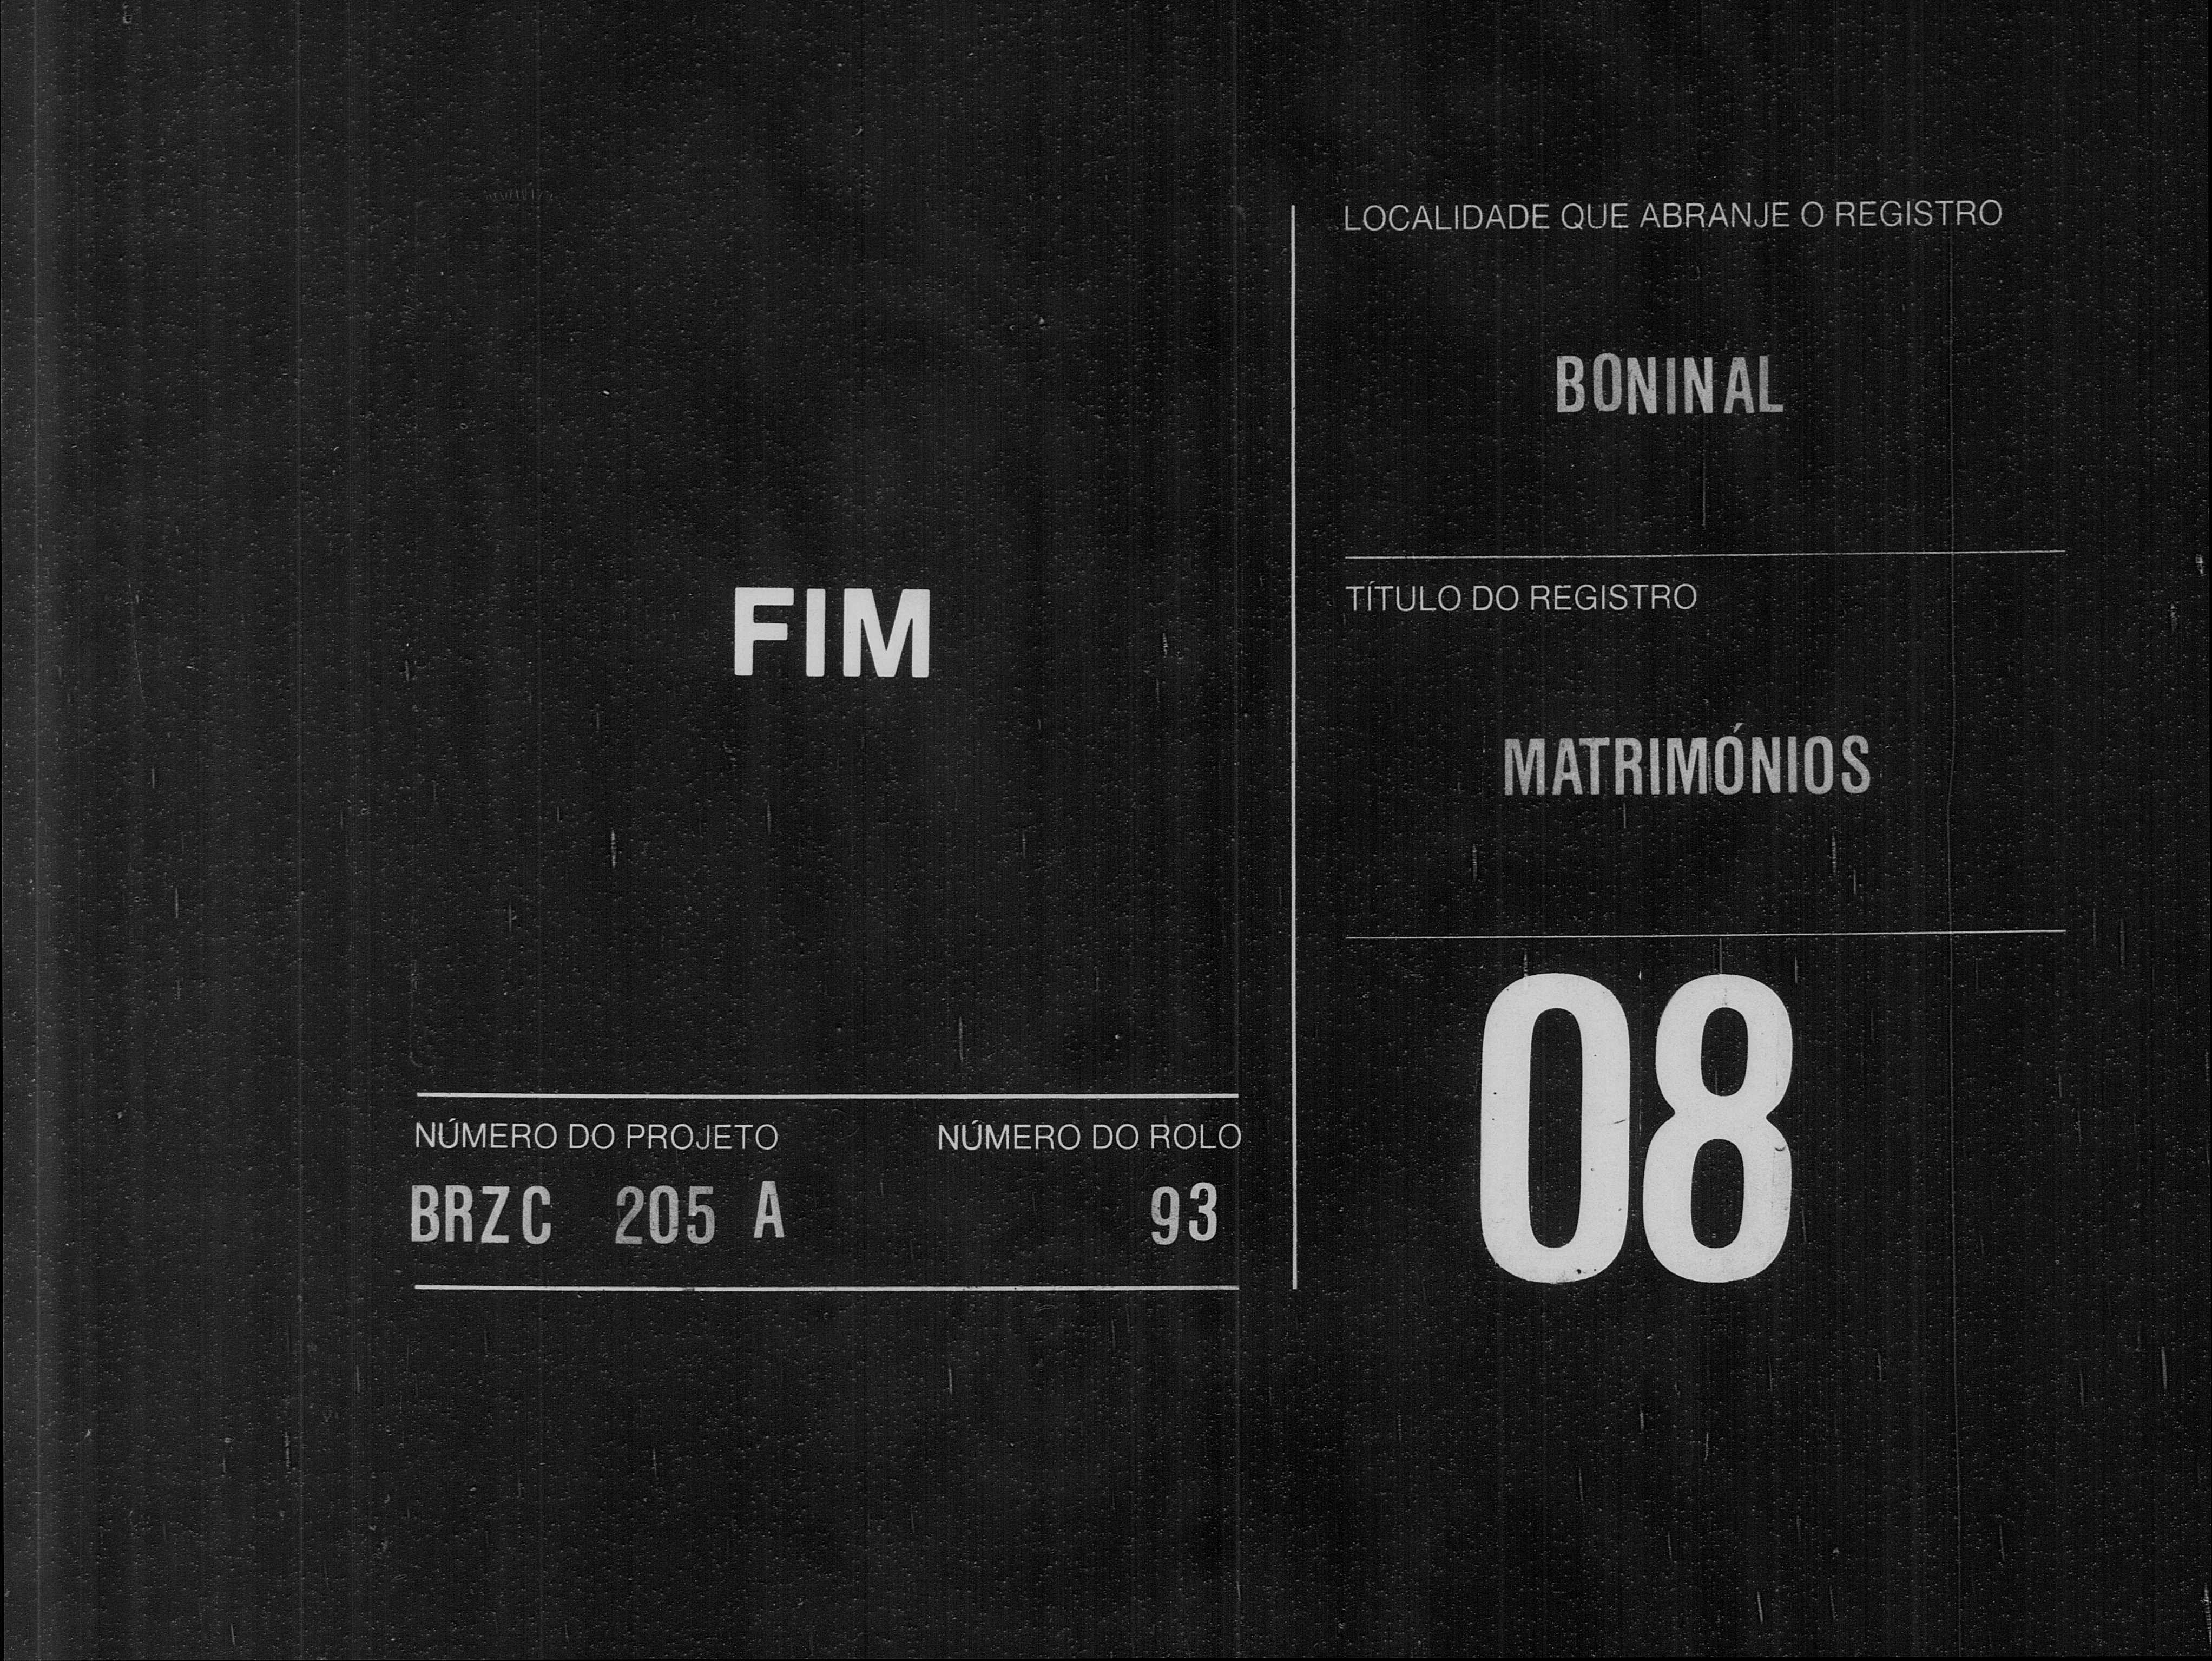 FIM
NÚMERO DO PROJETO
BRZC 205 A
NÚMERO DO ROLO
93
LOCALIDADE QUE ABRANJE O REGISTRO
BONINAL
TÍTULO DO REGISTRO
MATRIMÓNIOS
08